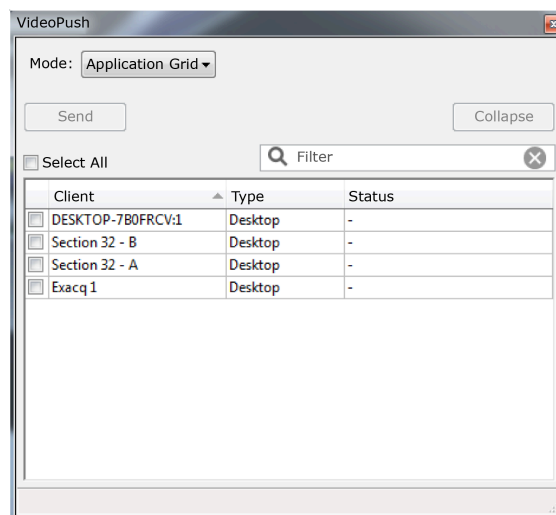 VideoPush
Mode: Application Grid
Send Collapse
Select All Filter
Client Type Status
DESKTOP-7B0FRCV:1 Desktop -
Section 32 - B Desktop -
Section 32 - A Desktop -
Exacq 1 Desktop -